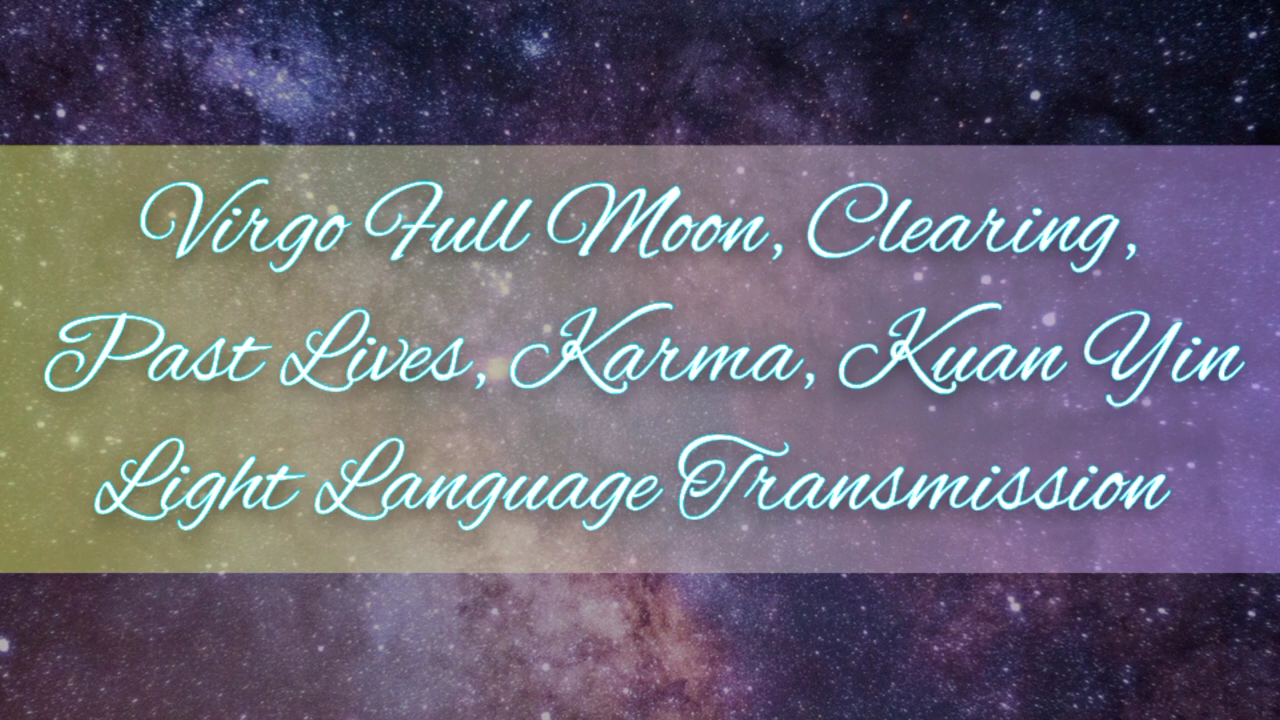 Virgo Full Moon, Clearing,
Past Lives, Karma, Kuan Yin
Light Language Transmission